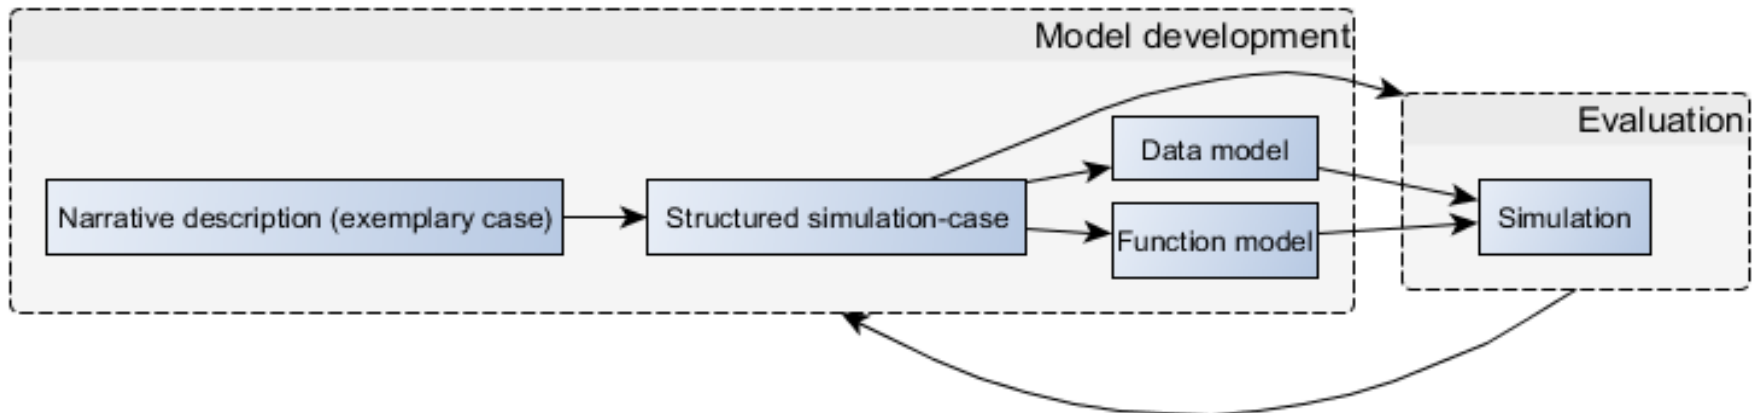 Model development
Evaluation
Data model
Narrative description (exemplary case)
Structured simulation-case
Function model
Simulation